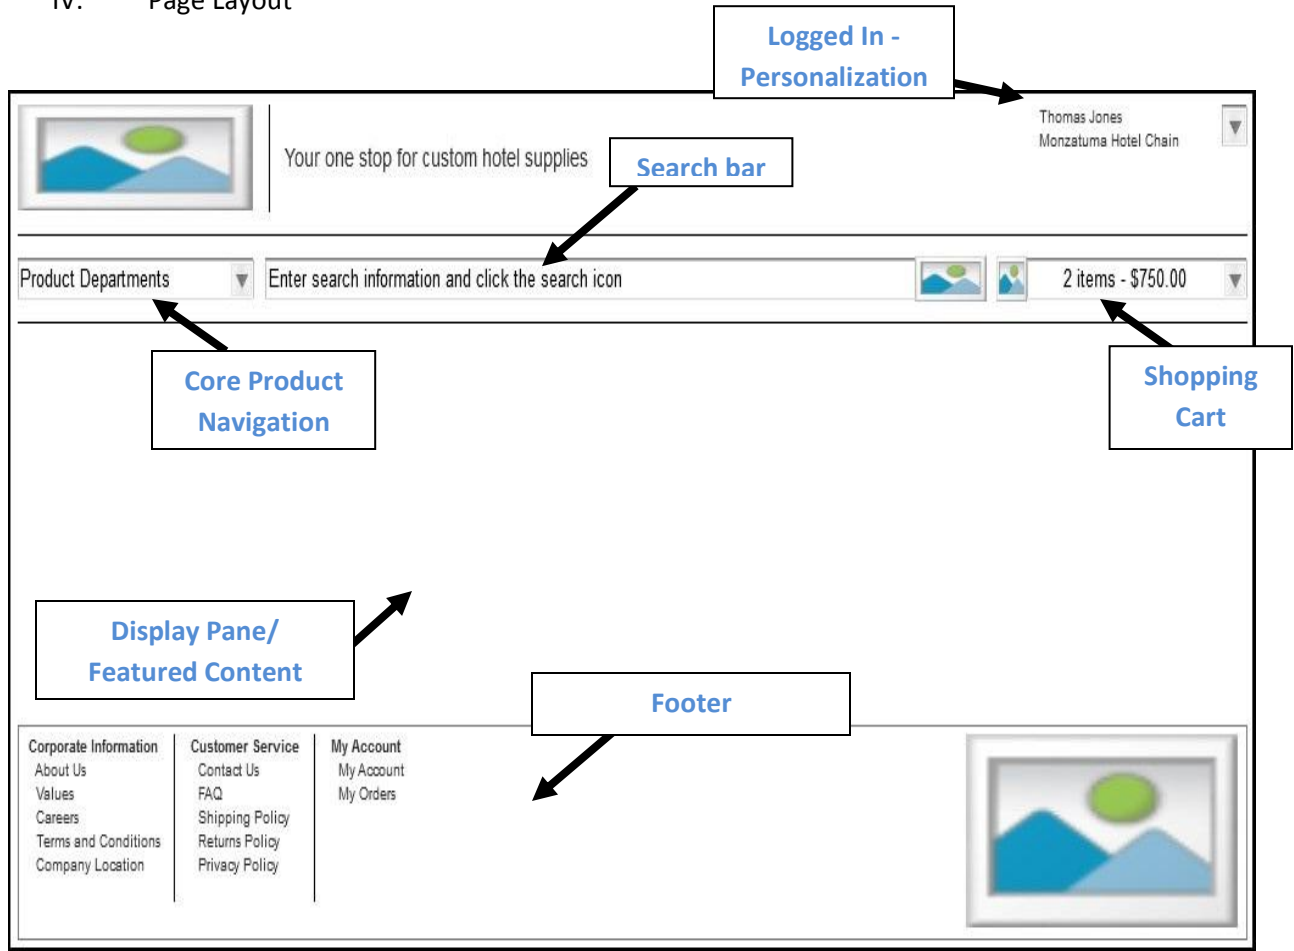 IV. Page Layout
Logged In -
Personalization
Thomas Jones
Monzatuma Hotel Chain
Your one stop for custom hotel supplies
Search bar
Product Departments
Enter search information and click the search icon
2 items - $750.00
Core Product
Navigation
Shopping
Cart
Display Pane/
Featured Content
Footer
Corporate Information
About Us
Values
Careers
Terms and Conditions
Company Location
Customer Service
Contact Us
FAQ
Shipping Policy
Returns Policy
Privacy Policy
My Account
My Account
My Orders